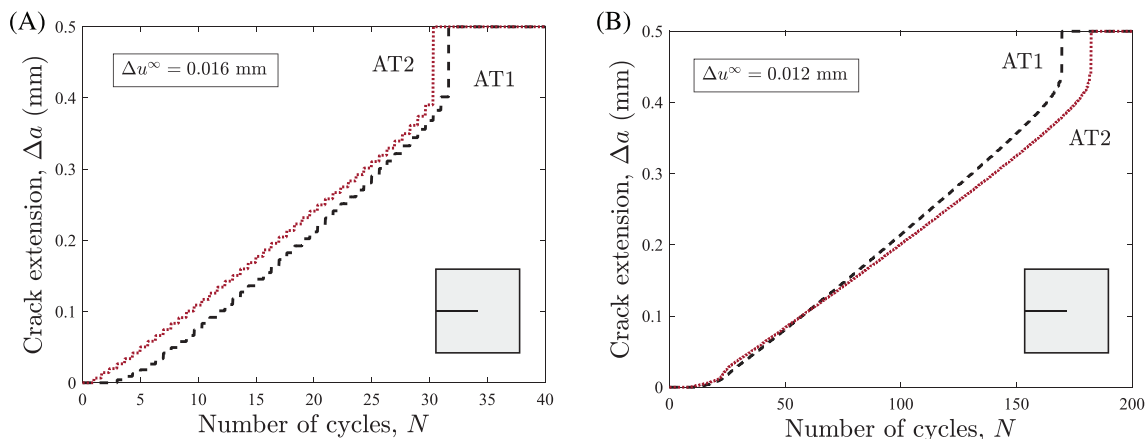 (A)
Crack extension, Δa (mm)
0.5
0.4
0.3
0.2
0.1
0
Δu^∞ = 0.016 mm
AT2
AT1
0 5 10 15 20 25 30 35 40
Number of cycles, N
(B)
Crack extension, Δa (mm)
0.5
0.4
0.3
0.2
0.1
0
Δu^∞ = 0.012 mm
AT1
AT2
0 50 100 150 200
Number of cycles, N